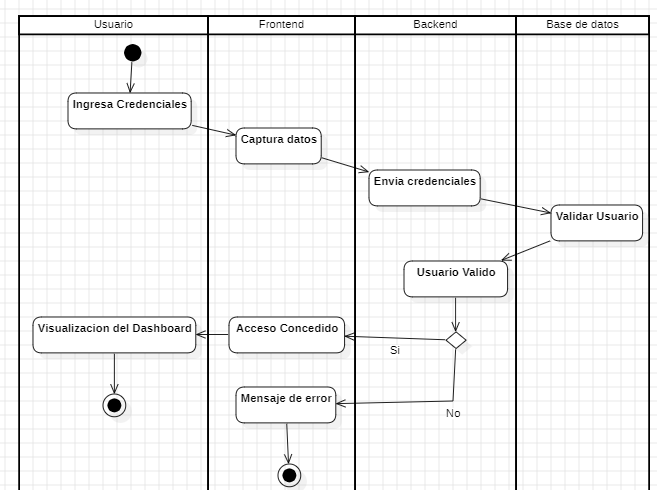 Usuario
Frontend
Backend
Base de datos
Ingresa Credenciales
Captura datos
Envia credenciales
Validar Usuario
Usuario Valido
Visualizacion del Dashboard
Acceso Concedido
Si
Mensaje de error
No